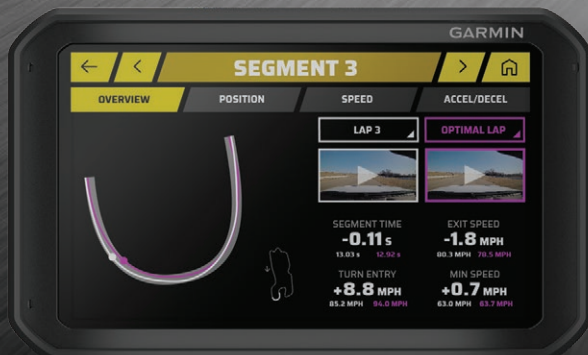 GARMIN
SEGMENT 3
OVERVIEW POSITION SPEED ACCEL/DECEL
LAP 3 OPTIMAL LAP
SEGMENT TIME EXIT SPEED
-0.11 s -1.8 MPH
13.03 s 12.92 s 80.3 MPH 78.5 MPH
TURN ENTRY MIN SPEED
+8.8 MPH +0.7 MPH
85.2 MPH 94.0 MPH 63.0 MPH 63.7 MPH